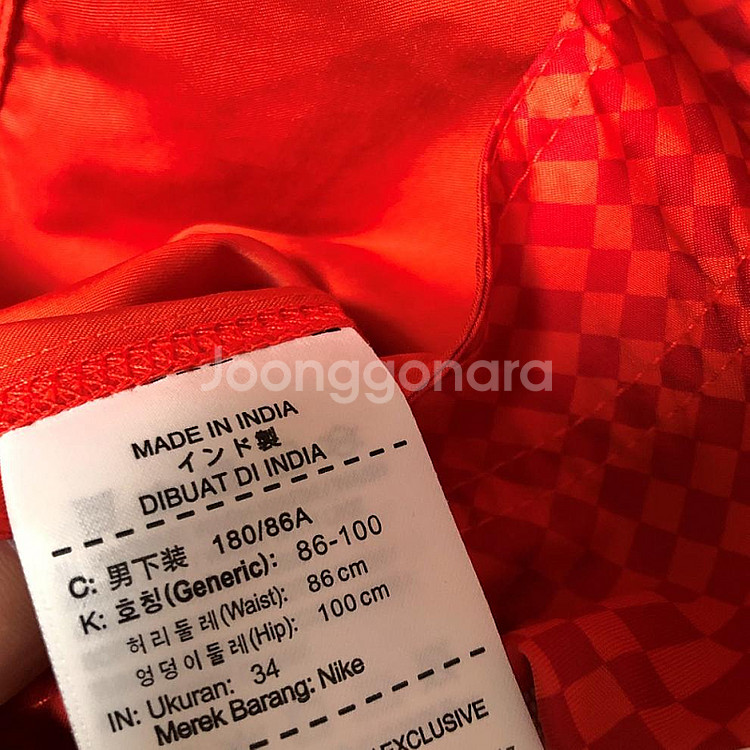 Joonggonara
MADE IN INDIA
インド製
DIBUAT DI INDIA
C: 男下装 180/86A
K: 호칭(Generic): 86-100
허리둘레(Waist): 86 cm
엉덩이둘레(Hip): 100 cm
IN: Ukuran: 34
Merek Barang: Nike
EXCLUSIVE